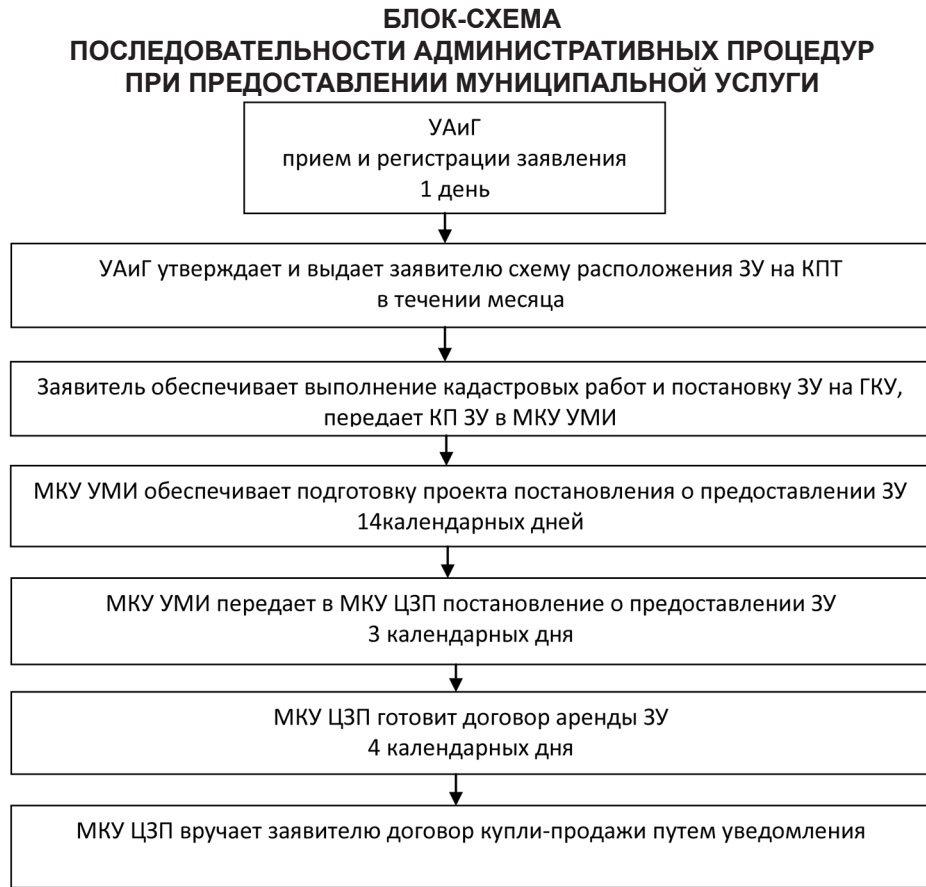 БЛОК-СХЕМА
ПОСЛЕДОВАТЕЛЬНОСТИ АДМИНИСТРАТИВНЫХ ПРОЦЕДУР
ПРИ ПРЕДОСТАВЛЕНИИ МУНИЦИПАЛЬНОЙ УСЛУГИ
УАиГ
прием и регистрации заявления
1 день
УАиГ утверждает и выдает заявителю схему расположения ЗУ на КПТ
в течении месяца
Заявитель обеспечивает выполнение кадастровых работ и постановку ЗУ на ГКУ,
передает КП ЗУ в МКУ УМИ
МКУ УМИ обеспечивает подготовку проекта постановления о предоставлении ЗУ
14календарных дней
МКУ УМИ передает в МКУ ЦЗП постановление о предоставлении ЗУ
3 календарных дня
МКУ ЦЗП готовит договор аренды ЗУ
4 календарных дня
МКУ ЦЗП вручает заявителю договор купли-продажи путем уведомления